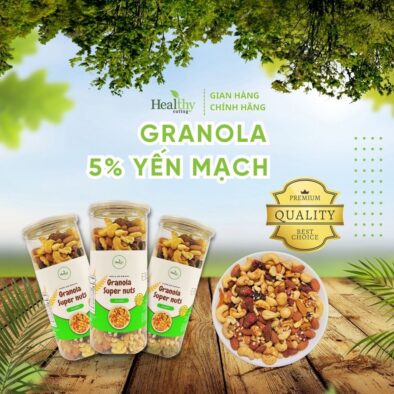 Healthy
eating
GIAN HÀNG
CHÍNH HÃNG
GRANOLA
5% YẾN MẠCH
PREMIUM
QUALITY
BEST CHOICE
Granola
Super nuts
Granola
Super nuts
Granola
Super nuts